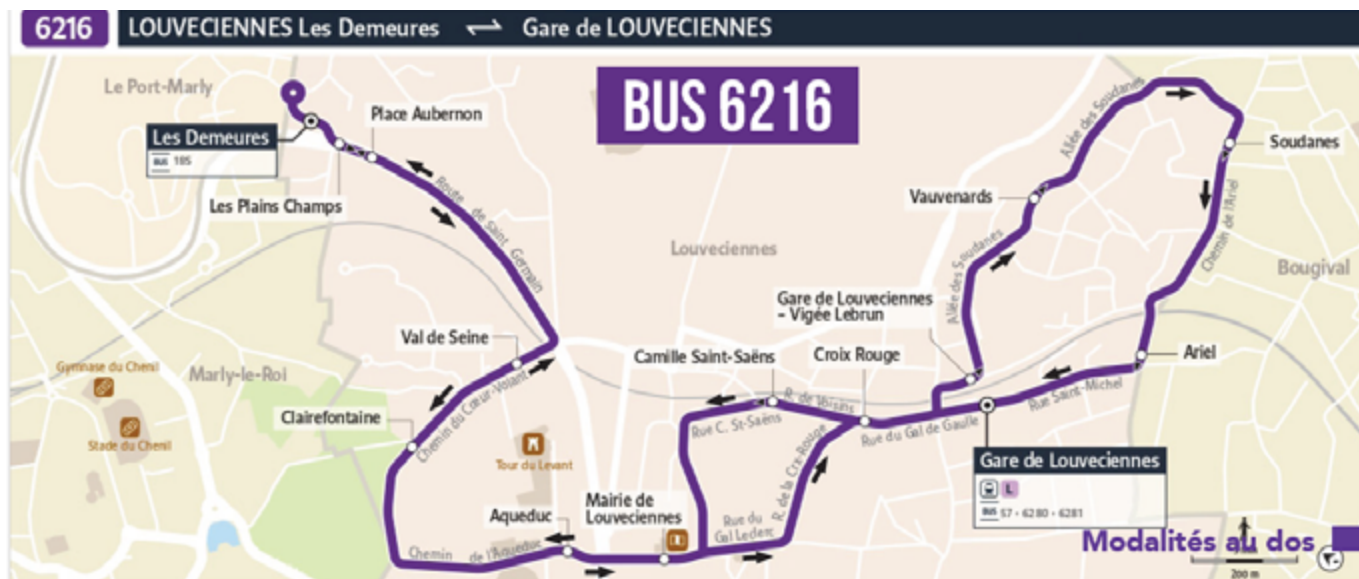 6216 LOUVECIENNES Les Demeures Gare de LOUVECIENNES
BUS 6216
Le Port-Marly
Les Demeures
BUS 185
Place Aubernon
Les Plains Champs
Route de Saint Germain
Louveciennes
Allée des Soudanes
Soudanes
Vauvenards
Chemin de l'Ariel
Bougival
Allée des Soudanes
Gare de Louveciennes
– Vigée Lebrun
Val de Seine
Camille Saint-Saëns
Croix Rouge
Ariel
Gymnase du Chenil
Marly-le-Roi
Stade du Chenil
Clairefontaine
Chemin du Cœur-Volant
Tour du Levant
R. de Voisins
Rue C. St-Saëns
Rue du Gal de Gaulle
Rue Saint-Michel
R. de la Crx-Rouge
Gare de Louveciennes
L
BUS 57 • 6280 • 6281
Mairie de
Louveciennes
Aqueduc
Rue du
Gal Leclerc
Chemin de l'Aqueduc
Modalités au dos
200 m